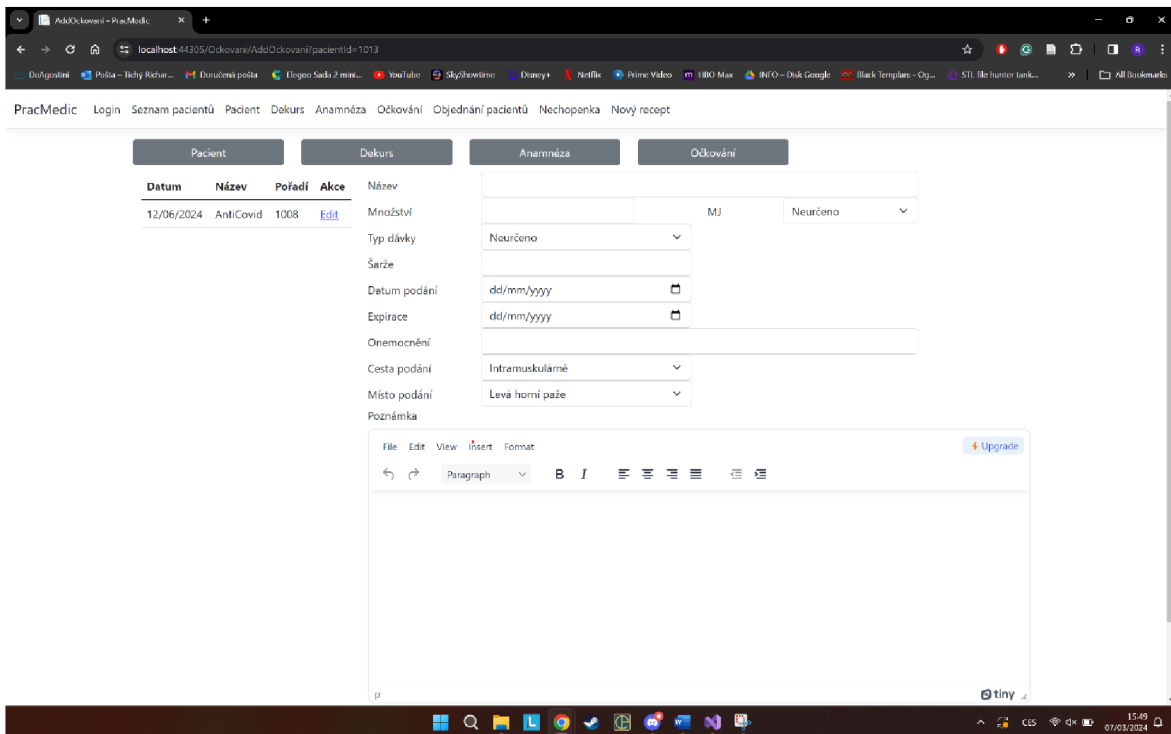 AddOckovani - PracMedic
localhost:44305/Ockovani/AddOckovani?pacientId=1013
DeAgostini Pošta – Tichý Richar... Doručená pošta Elegoo Sada 2 mini... YouTube SkyShowtime Disney+ Netflix Prime Video HBO Max INFO – Disk Google Black Templars - Og... STL file hunter tank... » All Bookmarks
PracMedic Login Seznam pacientů Pacient Dekurs Anamnéza Očkování Objednání pacientů Nechopenka Nový recept
Pacient Dekurs Anamnéza Očkování
Datum Název Pořadí Akce
12/06/2024 AntiCovid 1008 Edit
Název
Množství MJ Neurčeno
Typ dávky Neurčeno
Šarže
Datum podání dd/mm/yyyy
Expirace dd/mm/yyyy
Onemocnění
Cesta podání Intramuskulárně
Místo podání Levá horní paže
Poznámka
File Edit View Insert Format Upgrade
Paragraph B I
p tiny
CES 15:49
07/03/2024